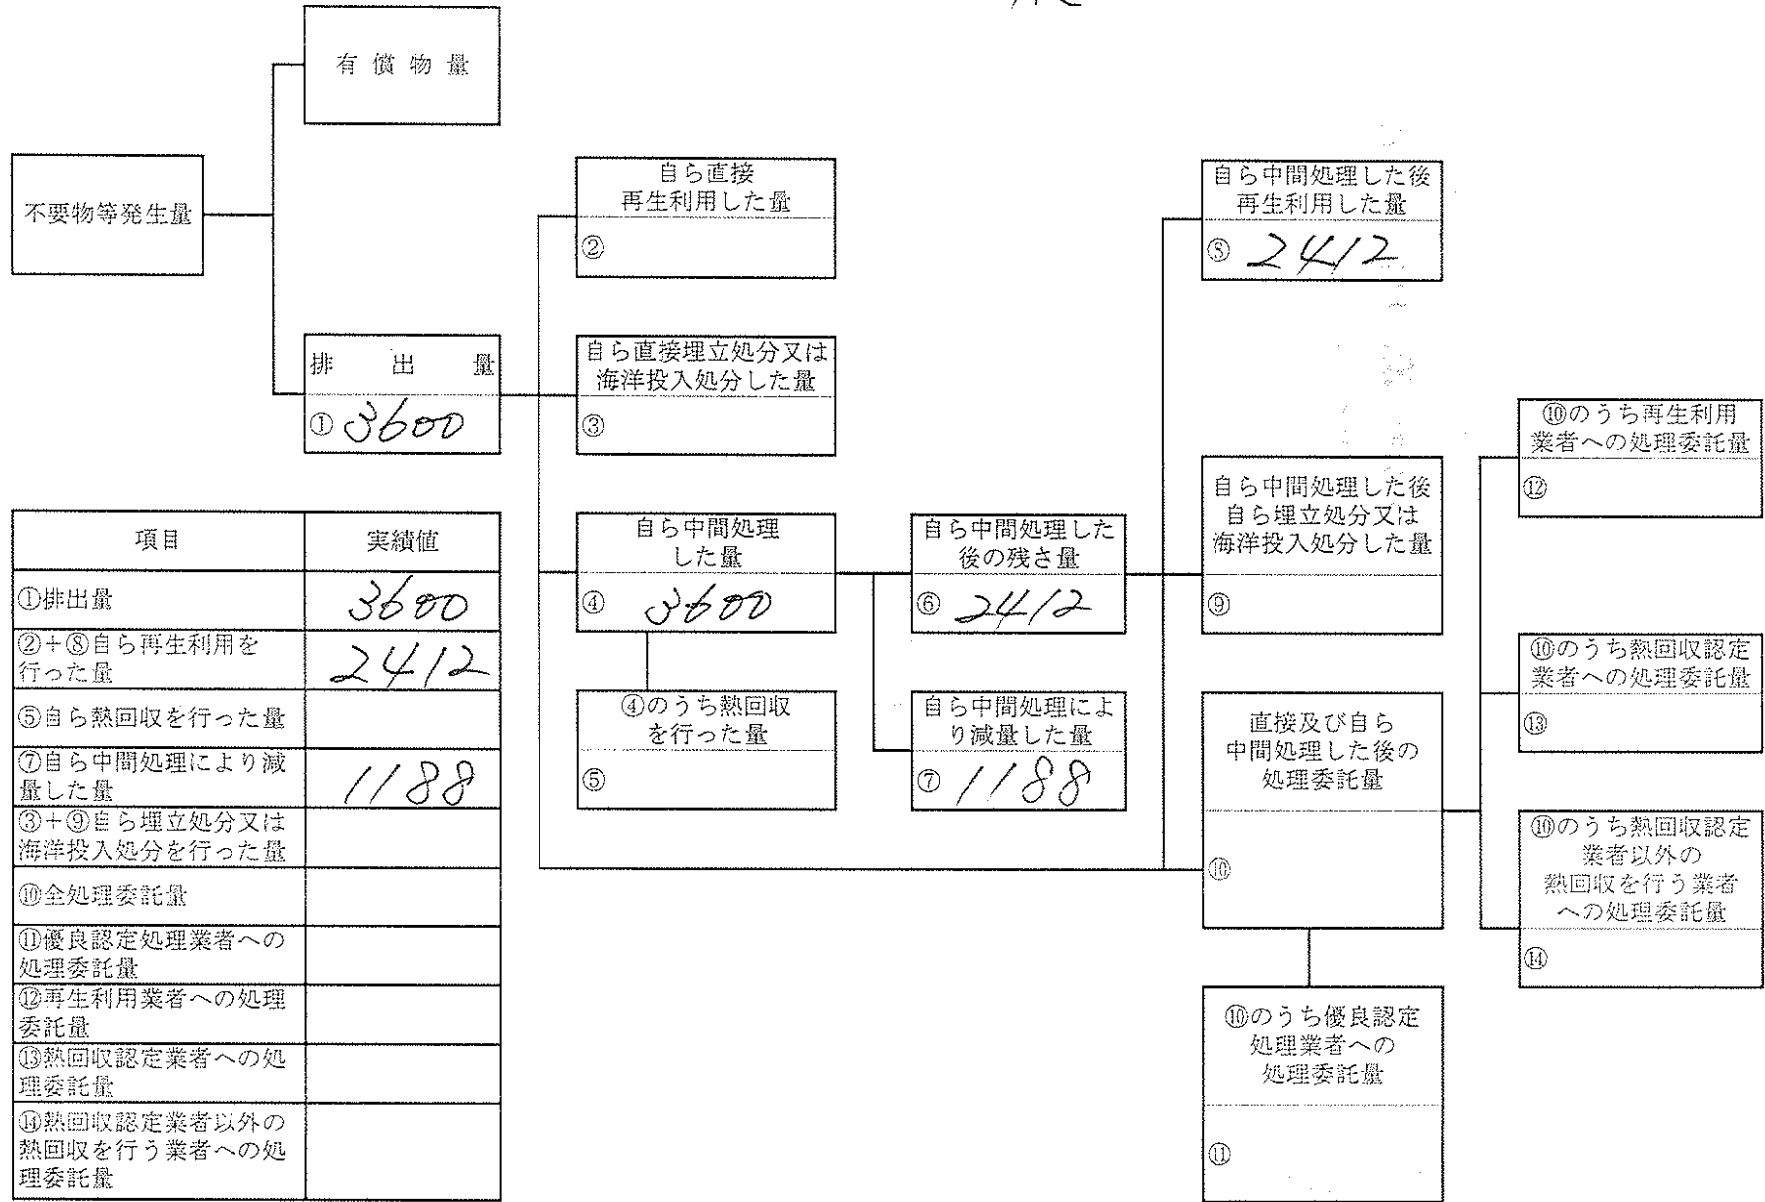 有償物量
不要物等発生量
自ら直接
再生利用した量
②
自ら中間処理した後
再生利用した量
⑧ 2412
排出量
① 3600
自ら直接埋立処分又は
海洋投入処分した量
③
⑩のうち再生利用
業者への処理委託量
⑫
自ら中間処理した後
自ら埋立処分又は
海洋投入処分した量
⑨
自ら中間処理
した量
④ 3600
自ら中間処理した
後の残さ量
⑥ 2412
⑩のうち熱回収認定
業者への処理委託量
⑬
④のうち熱回収
を行った量
⑤
自ら中間処理によ
り減量した量
⑦ 1188
直接及び自ら
中間処理した後の
処理委託量
⑩
⑩のうち熱回収認定
業者以外の
熱回収を行う業者
への処理委託量
⑭
⑩のうち優良認定
処理業者への
処理委託量
⑪
項目 実績値
①排出量 3600
②+⑧自ら再生利用を
行った量 2412
⑤自ら熱回収を行った量
⑦自ら中間処理により減
量した量 1188
③+⑨自ら埋立処分又は
海洋投入処分を行った量
⑩全処理委託量
⑪優良認定処理業者への
処理委託量
⑫再生利用業者への処理
委託量
⑬熱回収認定業者への処
理委託量
⑭熱回収認定業者以外の
熱回収を行う業者への処
理委託量